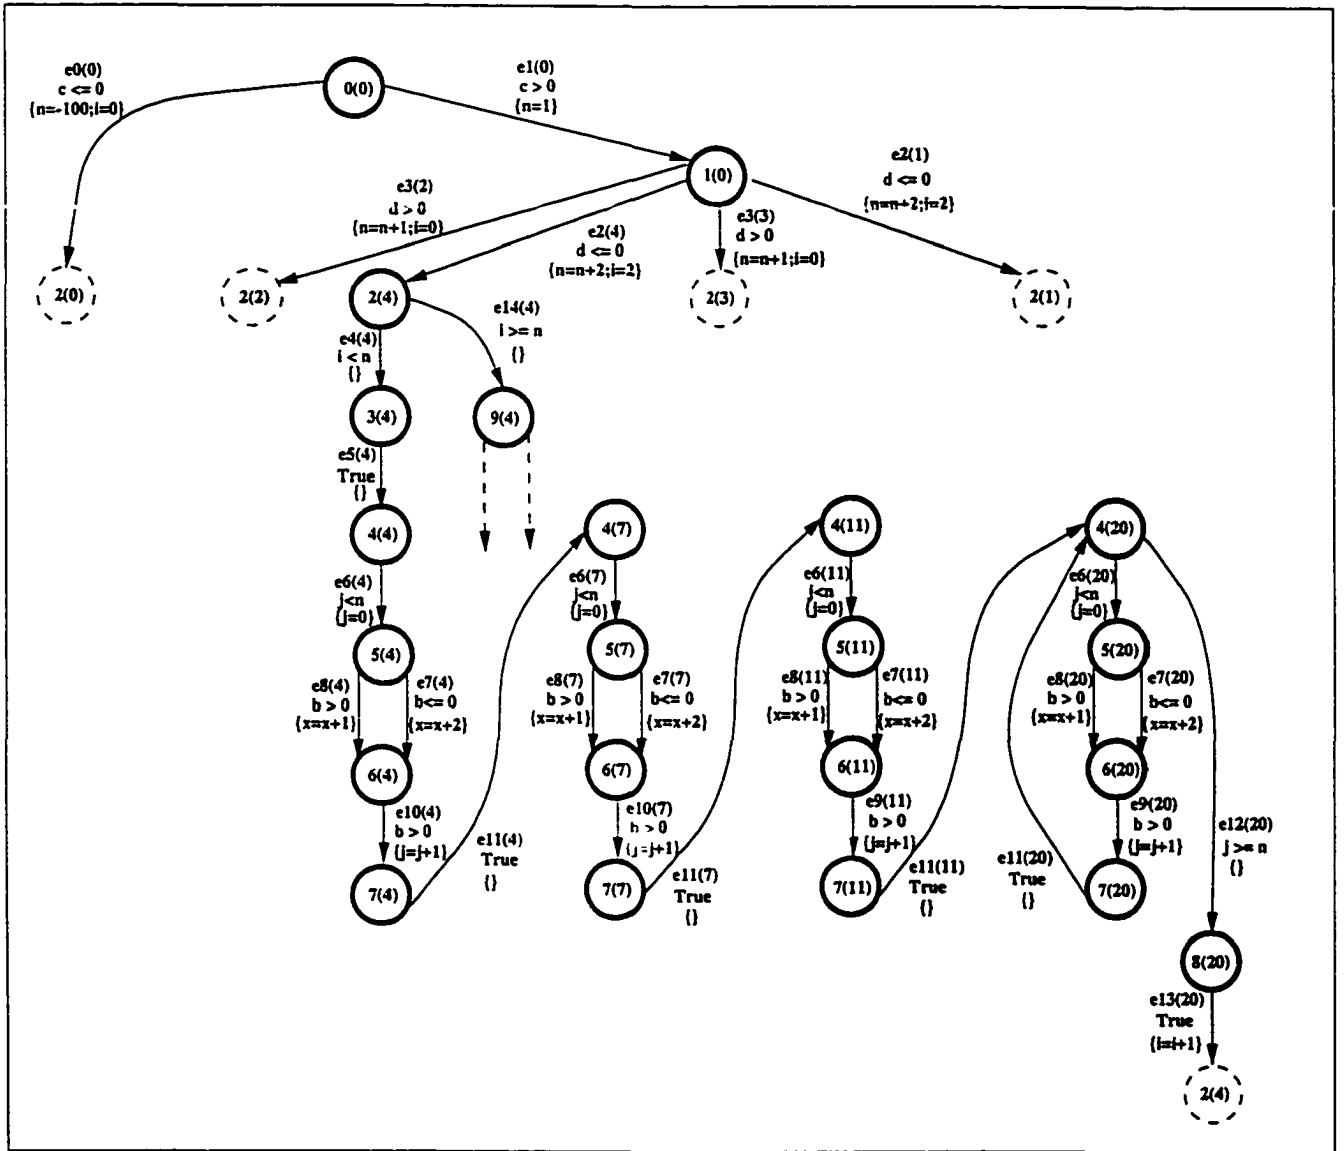 e0(0)
c <= 0
{n=-100;i=0}
0(0)
e1(0)
c > 0
{n=1}
1(0)
e2(1)
d <= 0
{n=n+2;i=2}
e3(2)
d > 0
{n=n+1;i=0}
e2(4)
d <= 0
{n=n+2;i=2}
e3(3)
d > 0
{n=n+1;i=0}
2(0)
2(2)
2(4)
2(3)
2(1)
e14(4)
i >= n
{}
e4(4)
i < n
{}
3(4)
9(4)
e5(4)
True
{}
4(4)
4(7)
4(11)
4(20)
e6(4)
j<n
{j=0}
e6(7)
j<n
{j=0}
e6(11)
j<n
{j=0}
e6(20)
j<n
{j=0}
5(4)
5(7)
5(11)
5(20)
e8(4)
b > 0
{x=x+1}
e7(4)
b<= 0
{x=x+2}
e8(7)
b > 0
{x=x+1}
e7(7)
b<= 0
{x=x+2}
e8(11)
b > 0
{x=x+1}
e7(11)
b<= 0
{x=x+2}
e8(20)
b > 0
{x=x+1}
e7(20)
b<= 0
{x=x+2}
6(4)
6(7)
6(11)
6(20)
e10(4)
b > 0
{j=j+1}
e10(7)
b > 0
{j=j+1}
e9(11)
b > 0
{j=j+1}
e9(20)
b > 0
{j=j+1}
e11(4)
True
{}
e11(7)
True
{}
e11(11)
True
{}
e11(20)
True
{}
e12(20)
j >= n
{}
7(4)
7(7)
7(11)
7(20)
8(20)
e13(20)
True
{i=i+1}
2(4)